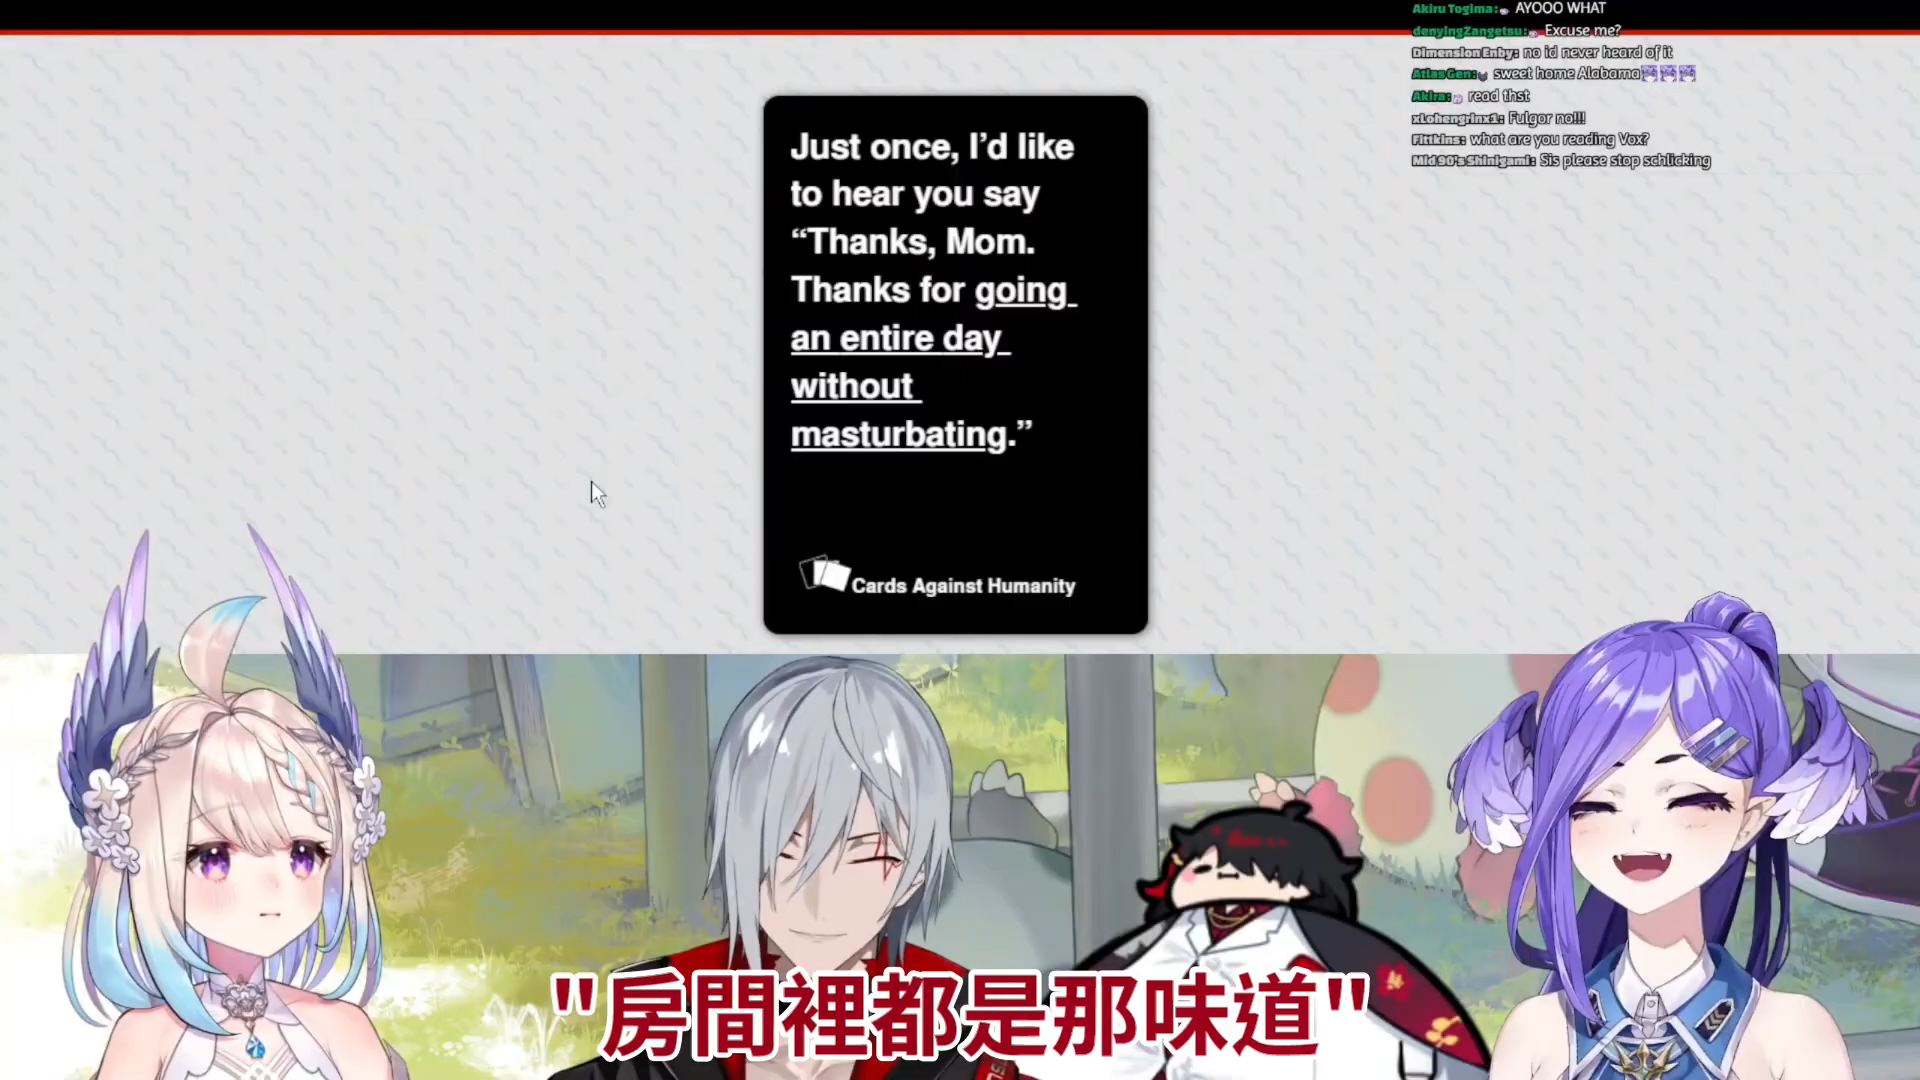 Akiru Togima: AYOOO WHAT
denyingZangetsu: Excuse me?
DimensionEnby: no id never heard of it
AtlasGen: sweet home Alabama
Akira: read thst
xLohengrinx1: Fulgor no!!!
Fittkins: what are you reading Vox?
Mid 90's Shinigami: Sis please stop schlicking
Just once, I’d like
to hear you say
“Thanks, Mom.
Thanks for going
an entire day
without
masturbating.”
Cards Against Humanity
"房間裡都是那味道"